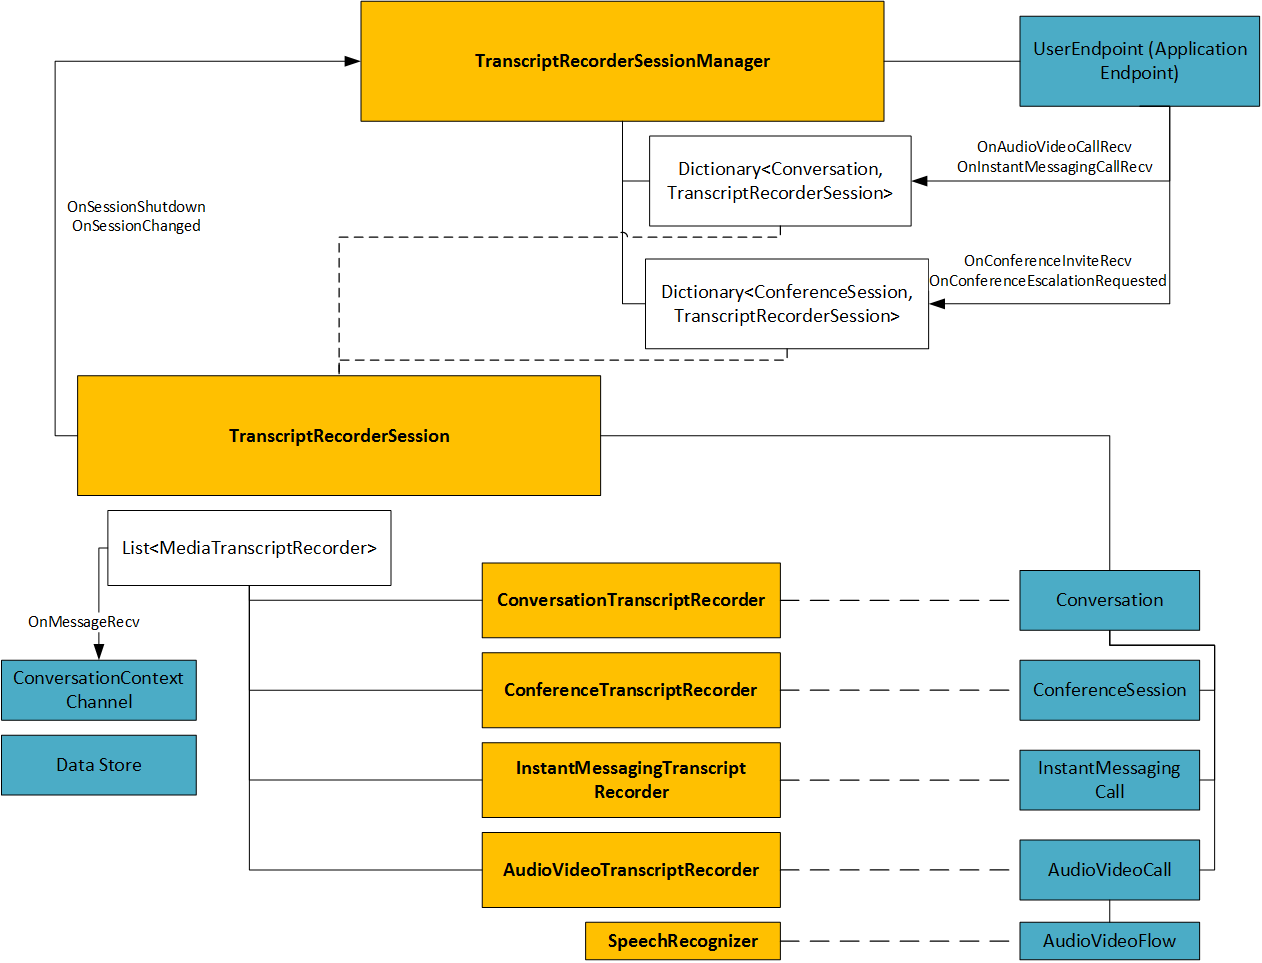 TranscriptRecorderSessionManager
UserEndpoint (Application
Endpoint)
OnAudioVideoCallRecv
OnInstantMessagingCallRecv
Dictionary<Conversation,
TranscriptRecorderSession>
OnSessionShutdown
OnSessionChanged
OnConferenceInviteRecv
OnConferenceEscalationRequested
Dictionary<ConferenceSession,
TranscriptRecorderSession>
TranscriptRecorderSession
List<MediaTranscriptRecorder>
ConversationTranscriptRecorder
Conversation
OnMessageRecv
ConversationContext
Channel
ConferenceTranscriptRecorder
ConferenceSession
Data Store
InstantMessagingTranscript
Recorder
InstantMessaging
Call
AudioVideoTranscriptRecorder
AudioVideoCall
SpeechRecognizer
AudioVideoFlow